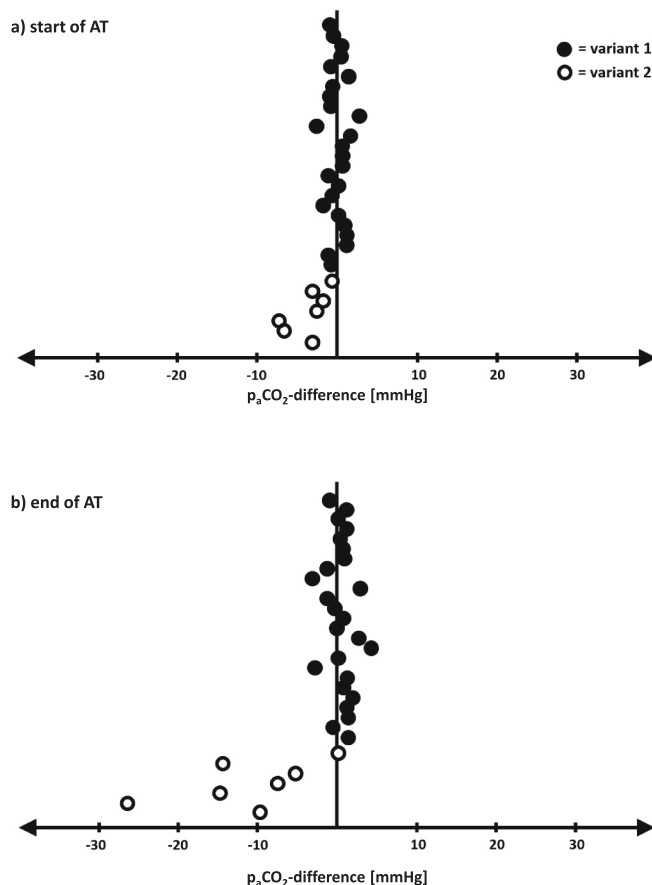 a) start of AT
= variant 1
= variant 2
-30 -20 -10 10 20 30
pₐCO₂-difference [mmHg]
b) end of AT
-30 -20 -10 10 20 30
pₐCO₂-difference [mmHg]